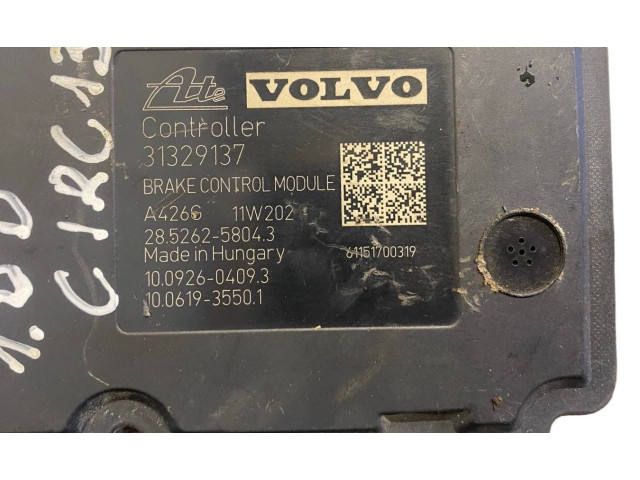 Ate VOLVO
Controller
31329137
BRAKE CONTROL MODULE
A426G 11W202
28.5262-5804.3
Made in Hungary 61151700319
10.0926-0409.3
10.0619-3550.1